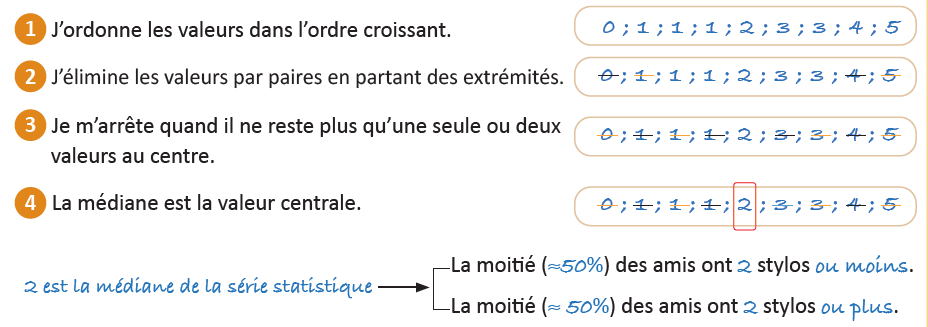 1 J'ordonne les valeurs dans l'ordre croissant. 0 ; 1 ; 1 ; 1 ; 2 ; 3 ; 3 ; 4 ; 5
2 J'élimine les valeurs par paires en partant des extrémités. 0 ; 1 ; 1 ; 1 ; 2 ; 3 ; 3 ; 4 ; 5
3 Je m'arrête quand il ne reste plus qu'une seule ou deux
valeurs au centre. 0 ; 1 ; 1 ; 1 ; 2 ; 3 ; 3 ; 4 ; 5
4 La médiane est la valeur centrale. 0 ; 1 ; 1 ; 1 ; 2 ; 3 ; 3 ; 4 ; 5
La moitié (≈50%) des amis ont 2 stylos ou moins.
2 est la médiane de la série statistique
La moitié (≈ 50%) des amis ont 2 stylos ou plus.